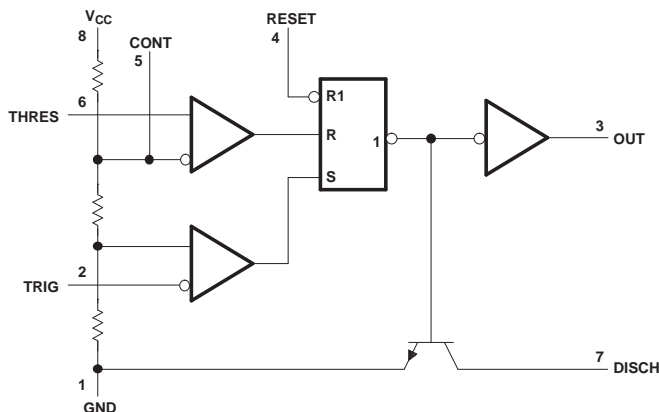 VCC
8
CONT
5
RESET
4
6
THRES
R1
R
1
S
3
OUT
2
TRIG
7
DISCH
1
GND